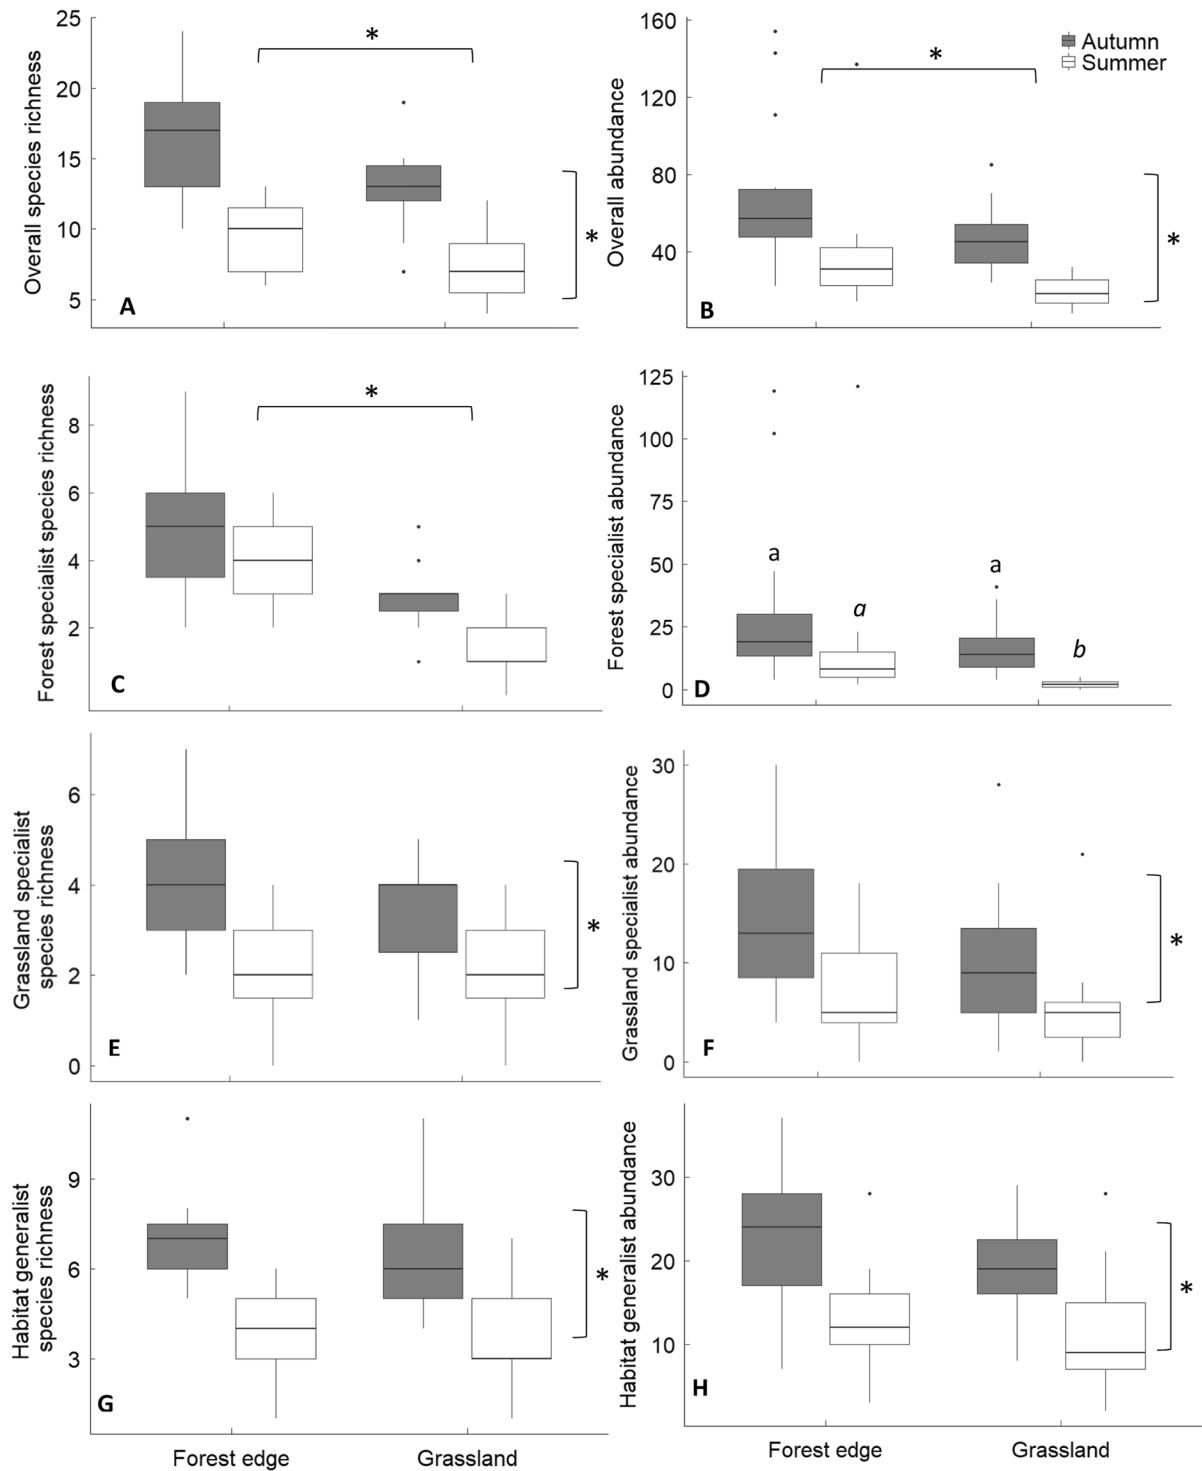 Overall species richness
25
20
15
10
5
*
*
A
Overall abundance
160
120
80
40
*
*
Autumn
Summer
B
Forest specialist species richness
8
6
4
2
*
C
Forest specialist abundance
125
100
75
50
25
0
a
a
a
b
D
Grassland specialist
species richness
6
4
2
0
*
E
Grassland specialist abundance
30
20
10
0
*
F
Habitat generalist
species richness
9
6
3
*
G
Forest edge
Grassland
Habitat generalist abundance
30
20
10
*
H
Forest edge
Grassland